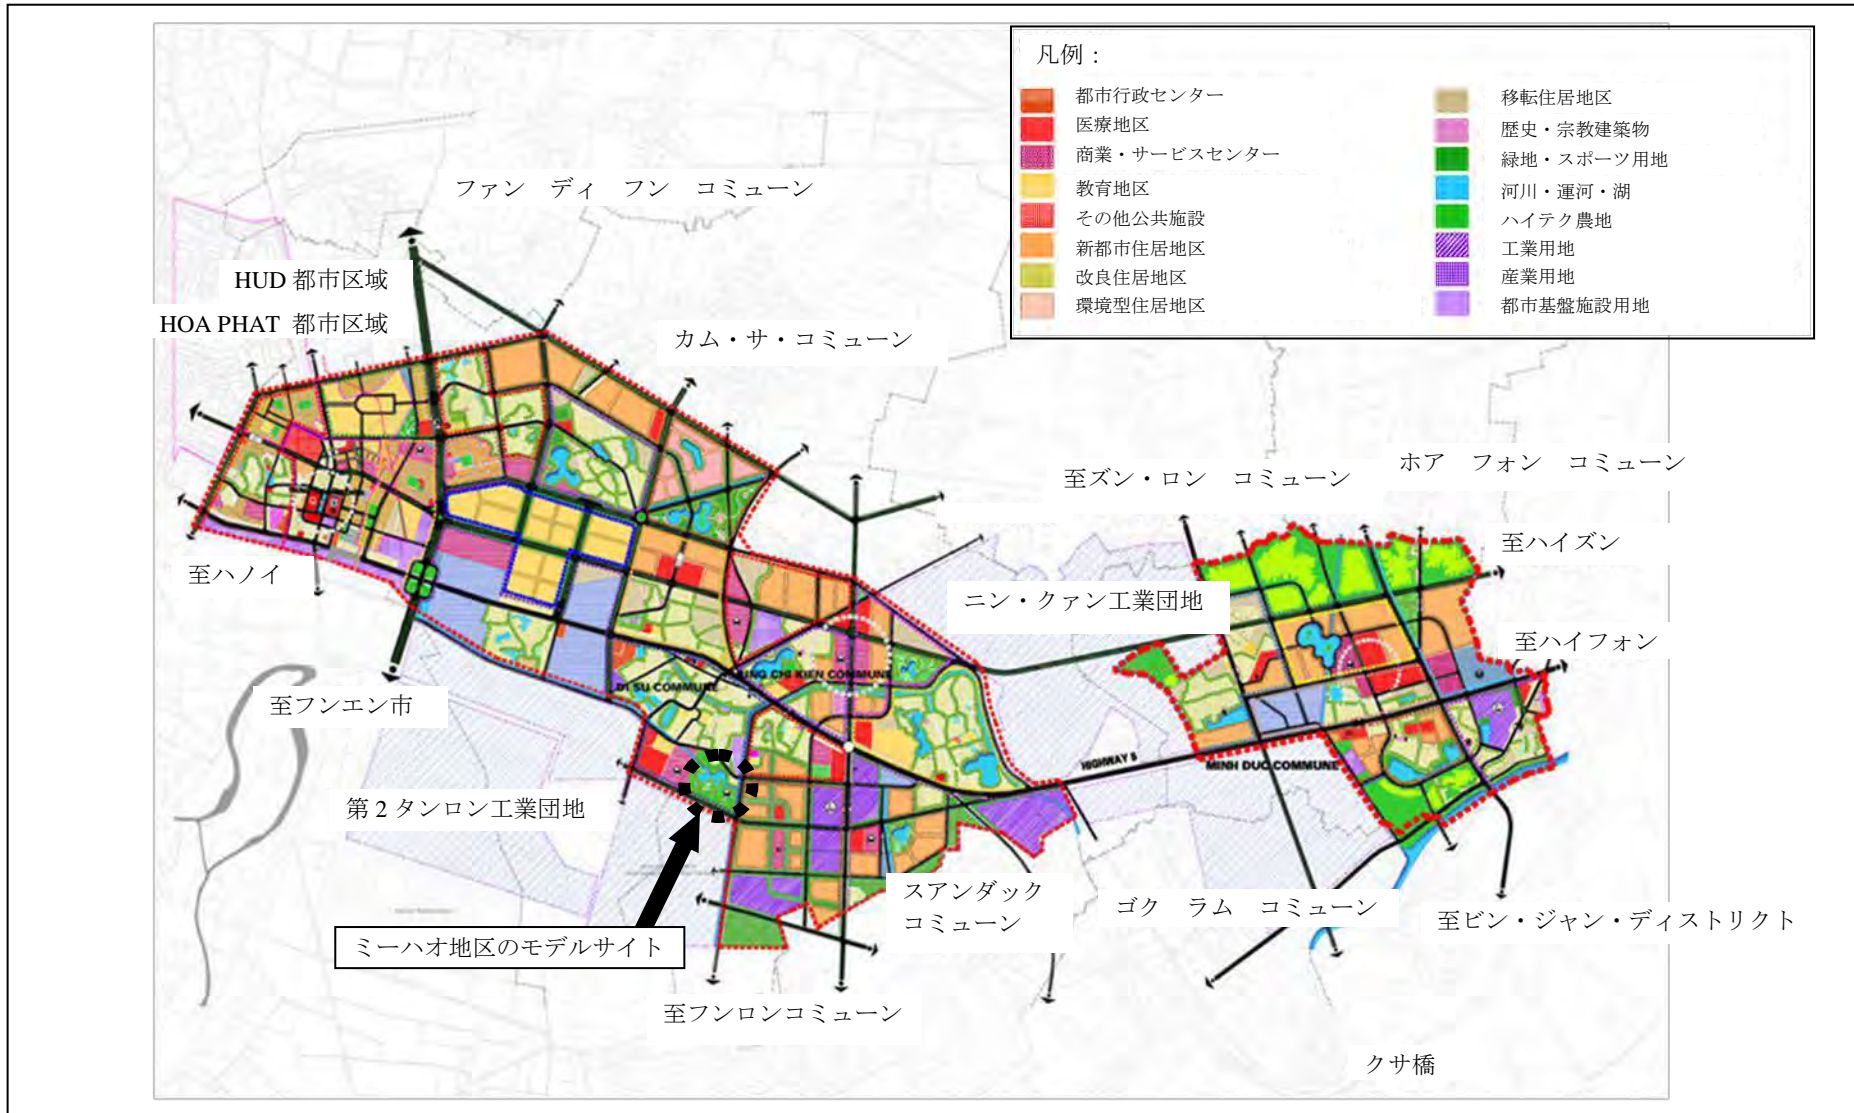 凡例：
都市行政センター
医療地区
商業・サービスセンター
教育地区
その他公共施設
新都市住居地区
改良住居地区
環境型住居地区
移転住居地区
歴史・宗教建築物
緑地・スポーツ用地
河川・運河・湖
ハイテク農地
工業用地
産業用地
都市基盤施設用地
ファン　ディ　フン　コミューン
HUD 都市区域
HOA PHAT 都市区域
カム・サ・コミューン
至ズン・ロン　コミューン
ホア　フォン　コミューン
至ハイズン
至ハノイ
ニン・クァン工業団地
至ハイフォン
DI SU COMMUNE
PHUNG CHI KIEN COMMUNE
至フンエン市
HIGHWAY 5
MINH DUC COMMUNE
第2タンロン工業団地
スアンダック
コミューン
ゴク　ラム　コミューン
至ビン・ジャン・ディストリクト
ミーハオ地区のモデルサイト
至フンロンコミューン
クサ橋